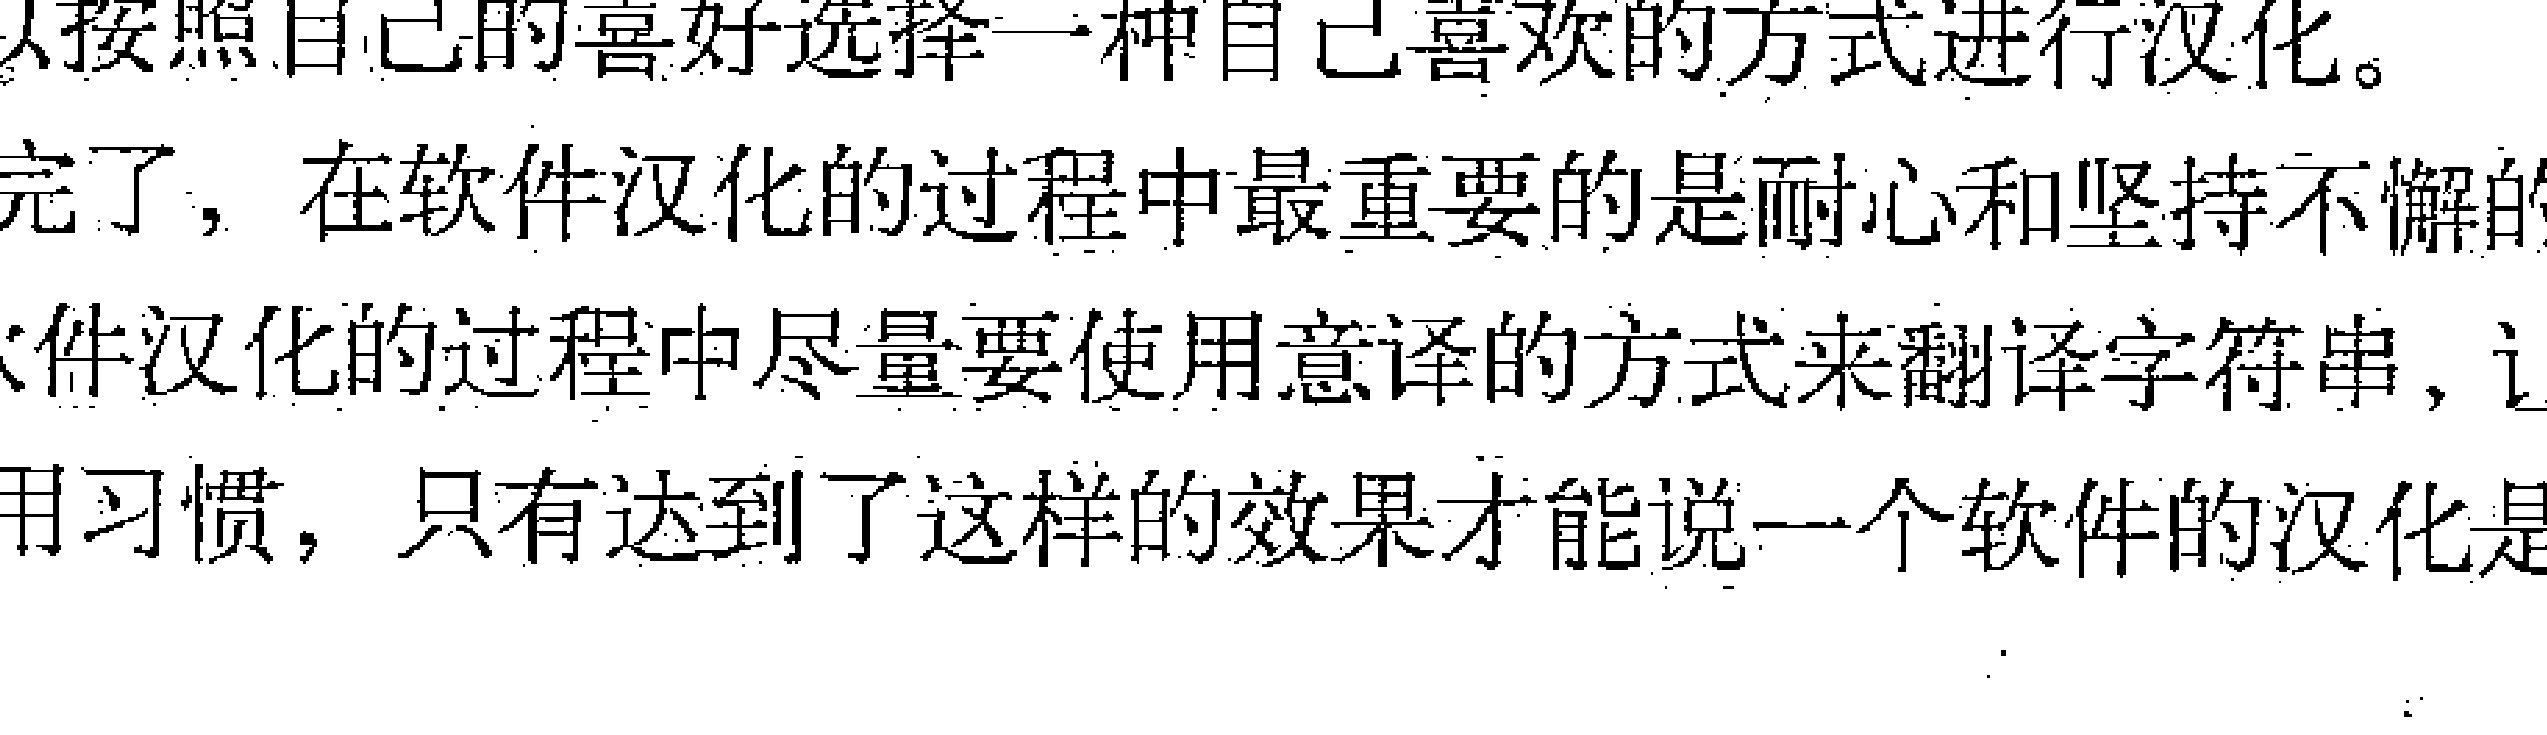 以按照自己的喜好选择一种自己喜欢的方式进行汉化。
完了，在软件汉化的过程中最重要的是耐心和坚持不懈的
件汉化的过程中尽量要使用意译的方式来翻译字符串，让
用习惯，只有达到了这样的效果才能说一个软件的汉化是